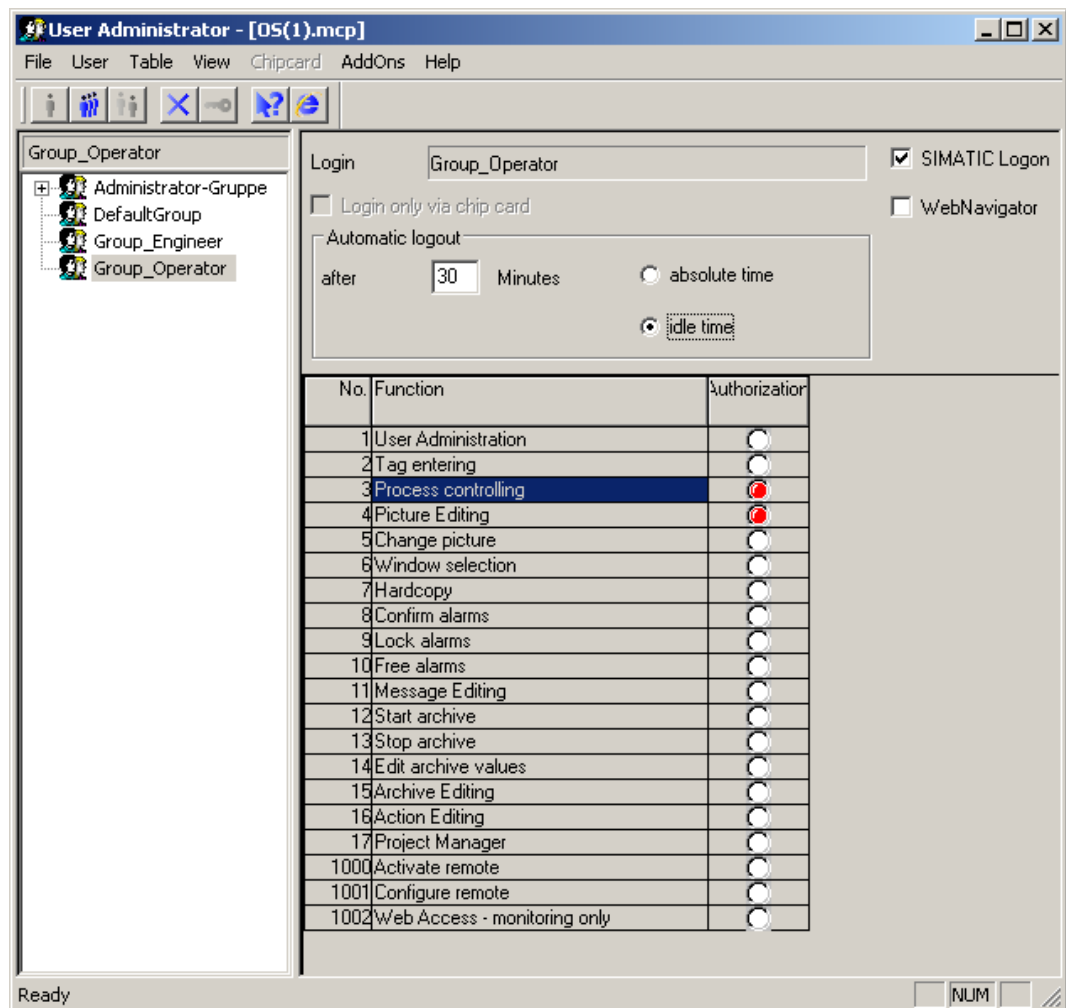 User Administrator - [OS(1).mcp]
File User Table View Chipcard AddOns Help
Group_Operator
Administrator-Gruppe
DefaultGroup
Group_Engineer
Group_Operator
Login Group_Operator
SIMATIC Logon
Login only via chip card
WebNavigator
Automatic logout
after 30 Minutes
absolute time
idle time
No. Function Authorization
1 User Administration
2 Tag entering
3 Process controlling
4 Picture Editing
5 Change picture
6 Window selection
7 Hardcopy
8 Confirm alarms
9 Lock alarms
10 Free alarms
11 Message Editing
12 Start archive
13 Stop archive
14 Edit archive values
15 Archive Editing
16 Action Editing
17 Project Manager
1000 Activate remote
1001 Configure remote
1002 Web Access - monitoring only
Ready NUM